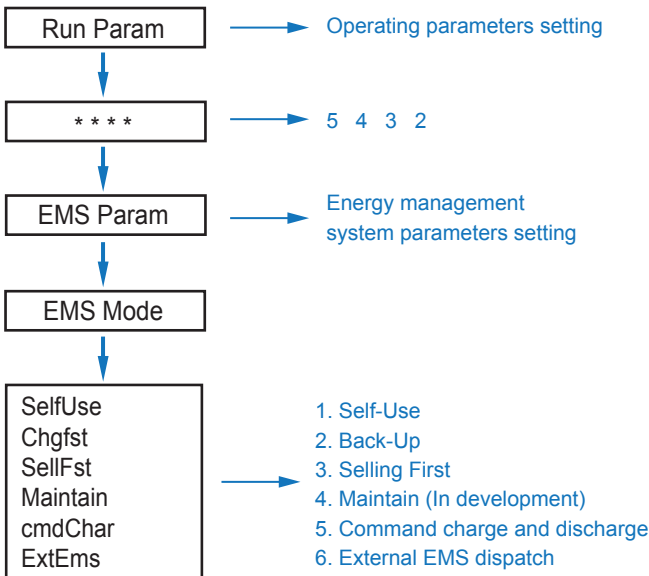 Run Param
Operating parameters setting
* * * *
5 4 3 2
EMS Param
Energy management
system parameters setting
EMS Mode
SelfUse
Chgfst
SellFst
Maintain
cmdChar
ExtEms
1. Self-Use
2. Back-Up
3. Selling First
4. Maintain (In development)
5. Command charge and discharge
6. External EMS dispatch